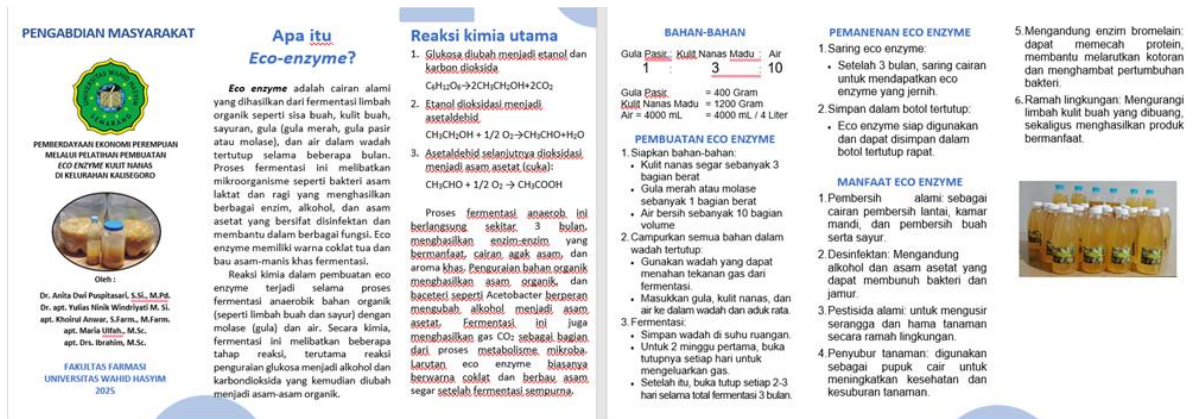 PENGABDIAN MASYARAKAT
UNIVERSITAS WAHID HASYIM
SEMARANG
PEMBERDAYAAN EKONOMI PEREMPUAN
MELALUI PELATIHAN PEMBUATAN
ECO ENZYME KULIT NANAS
DI KELURAHAN KALISEGORO
Oleh :
Dr. Anita Dwi Puspitasari, S.Si., M.Pd.
Dr. apt. Yulias Ninik Windriyati M. Si.
apt. Khoirul Anwar, S.Farm., M.Farm.
apt. Maria Ulfah., M.Sc.
apt. Drs. Ibrahim, M.Sc.
FAKULTAS FARMASI
UNIVERSITAS WAHID HASYIM
2025
Apa itu
Eco-enzyme?
Eco enzyme adalah cairan alami
yang dihasilkan dari fermentasi limbah
organik seperti sisa buah, kulit buah,
sayuran, gula (gula merah, gula pasir
atau molase), dan air dalam wadah
tertutup selama beberapa bulan.
Proses fermentasi ini melibatkan
mikroorganisme seperti bakteri asam
laktat dan ragi yang menghasilkan
berbagai enzim, alkohol, dan asam
asetat yang bersifat disinfektan dan
membantu dalam berbagai fungsi. Eco
enzyme memiliki warna coklat tua dan
bau asam-manis khas fermentasi.
Reaksi kimia dalam pembuatan eco
enzyme terjadi selama proses
fermentasi anaerobik bahan organik
(seperti limbah buah dan sayur) dengan
molase (gula) dan air. Secara kimia,
fermentasi ini melibatkan beberapa
tahap reaksi, terutama reaksi
penguraian glukosa menjadi alkohol dan
karbondioksida yang kemudian diubah
menjadi asam-asam organik.
Reaksi kimia utama
1. Glukosa diubah menjadi etanol dan
karbon dioksida
C₆H₁₂O₆→2CH₃CH₂OH+2CO₂
2. Etanol dioksidasi menjadi
asetaldehid
CH₃CH₂OH + 1/2 O₂→CH₃CHO+H₂O
3. Asetaldehid selanjutnya dioksidasi
menjadi asam asetat (cuka):
CH₃CHO + 1/2 O₂ → CH₃COOH
Proses fermentasi anaerob ini
berlangsung sekitar 3 bulan,
menghasilkan enzim-enzim yang
bermanfaat, cairan agak asam, dan
aroma khas. Penguraian bahan organik
menghasilkan asam organik, dan
baceteri seperti Acetobacter berperan
mengubah alkohol menjadi asam
asetat. Fermentasi ini juga
menghasilkan gas CO₂ sebagai bagian
dari proses metabolisme mikroba.
Larutan eco enzyme biasanya
berwarna coklat dan berbau asam
segar setelah fermentasi sempurna.
BAHAN-BAHAN
Gula Pasir : Kulit Nanas Madu : Air
1 : 3 : 10
Gula Pasir = 400 Gram
Kulit Nanas Madu = 1200 Gram
Air = 4000 mL = 4000 mL / 4 Liter
PEMBUATAN ECO ENZYME
1. Siapkan bahan-bahan:
• Kulit nanas segar sebanyak 3
bagian berat
• Gula merah atau molase
sebanyak 1 bagian berat
• Air bersih sebanyak 10 bagian
volume
2. Campurkan semua bahan dalam
wadah tertutup:
• Gunakan wadah yang dapat
menahan tekanan gas dari
fermentasi.
• Masukkan gula, kulit nanas, dan
air ke dalam wadah dan aduk rata.
3. Fermentasi:
• Simpan wadah di suhu ruangan.
• Untuk 2 minggu pertama, buka
tutupnya setiap hari untuk
mengeluarkan gas.
• Setelah itu, buka tutup setiap 2-3
hari selama total fermentasi 3 bulan.
PEMANENAN ECO ENZYME
1. Saring eco enzyme:
• Setelah 3 bulan, saring cairan
untuk mendapatkan eco
enzyme yang jernih.
2. Simpan dalam botol tertutup:
• Eco enzyme siap digunakan
dan dapat disimpan dalam
botol tertutup rapat.
MANFAAT ECO ENZYME
1. Pembersih alami: sebagai
cairan pembersih lantai, kamar
mandi, dan pembersih buah
serta sayur.
2. Desinfektan: Mengandung
alkohol dan asam asetat yang
dapat membunuh bakteri dan
jamur.
3. Pestisida alami: untuk mengusir
serangga dan hama tanaman
secara ramah lingkungan.
4. Penyubur tanaman: digunakan
sebagai pupuk cair untuk
meningkatkan kesehatan dan
kesuburan tanaman.
5. Mengandung enzim bromelain:
dapat memecah protein,
membantu melarutkan kotoran
dan menghambat pertumbuhan
bakteri.
6. Ramah lingkungan: Mengurangi
limbah kulit buah yang dibuang,
sekaligus menghasilkan produk
bermanfaat.